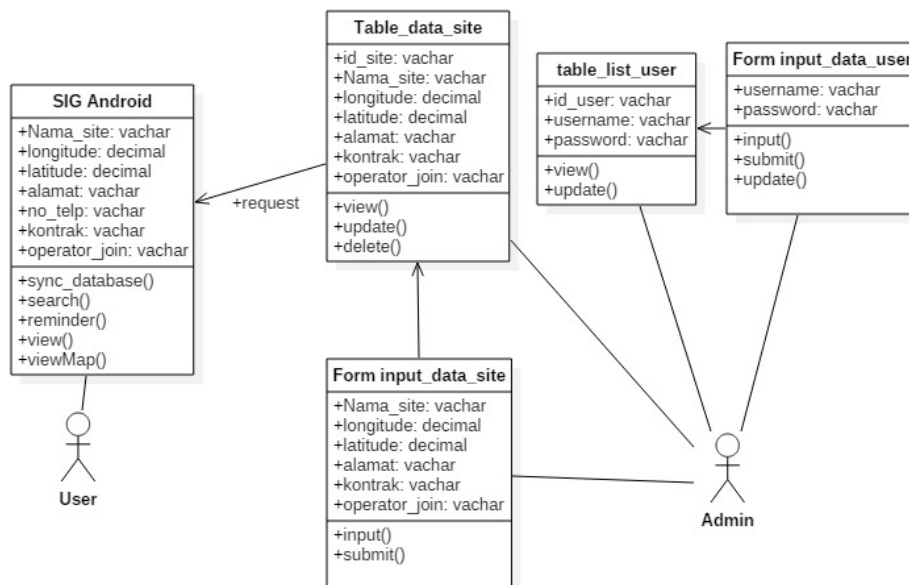 SIG Android
+Nama_site: vachar
+longitude: decimal
+latitude: decimal
+alamat: vachar
+no_telp: vachar
+kontrak: vachar
+operator_join: vachar
+sync_database()
+search()
+reminder()
+view()
+viewMap()
User
+request
Table_data_site
+id_site: vachar
+Nama_site: vachar
+longitude: decimal
+latitude: decimal
+alamat: vachar
+kontrak: vachar
+operator_join: vachar
+view()
+update()
+delete()
Form input_data_site
+Nama_site: vachar
+longitude: decimal
+latitude: decimal
+alamat: vachar
+kontrak: vachar
+operator_join: vachar
+input()
+submit()
table_list_user
+id_user: vachar
+username: vachar
+password: vachar
+view()
+update()
Form input_data_user
+username: vachar
+password: vachar
+input()
+submit()
+update()
Admin